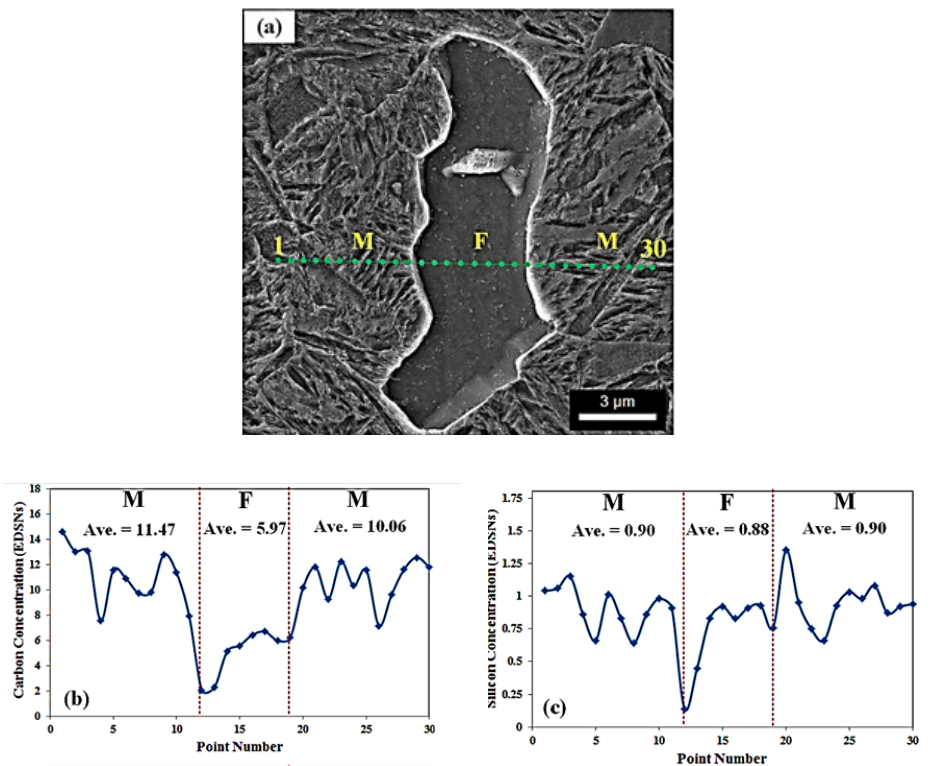 (a)
1 M F M 30
3 µm
M F M
Ave. = 11.47 Ave. = 5.97 Ave. = 10.06
Carbon Concentration (EDSNs)
18
16
14
12
10
8
6
4
2
0
(b)
0 5 10 15 20 25 30
Point Number
M F M
Ave. = 0.90 Ave. = 0.88 Ave. = 0.90
Silicon Concentration (EDSNs)
1.75
1.5
1.25
1
0.75
0.5
0.25
0
(c)
0 5 10 15 20 25 30
Point Number